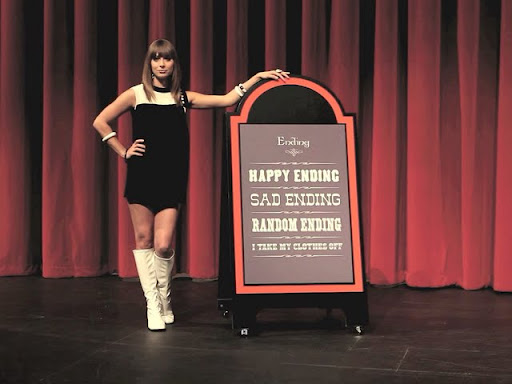 Ending
HAPPY ENDING
SAD ENDING
RANDOM ENDING
I TAKE MY CLOTHES OFF